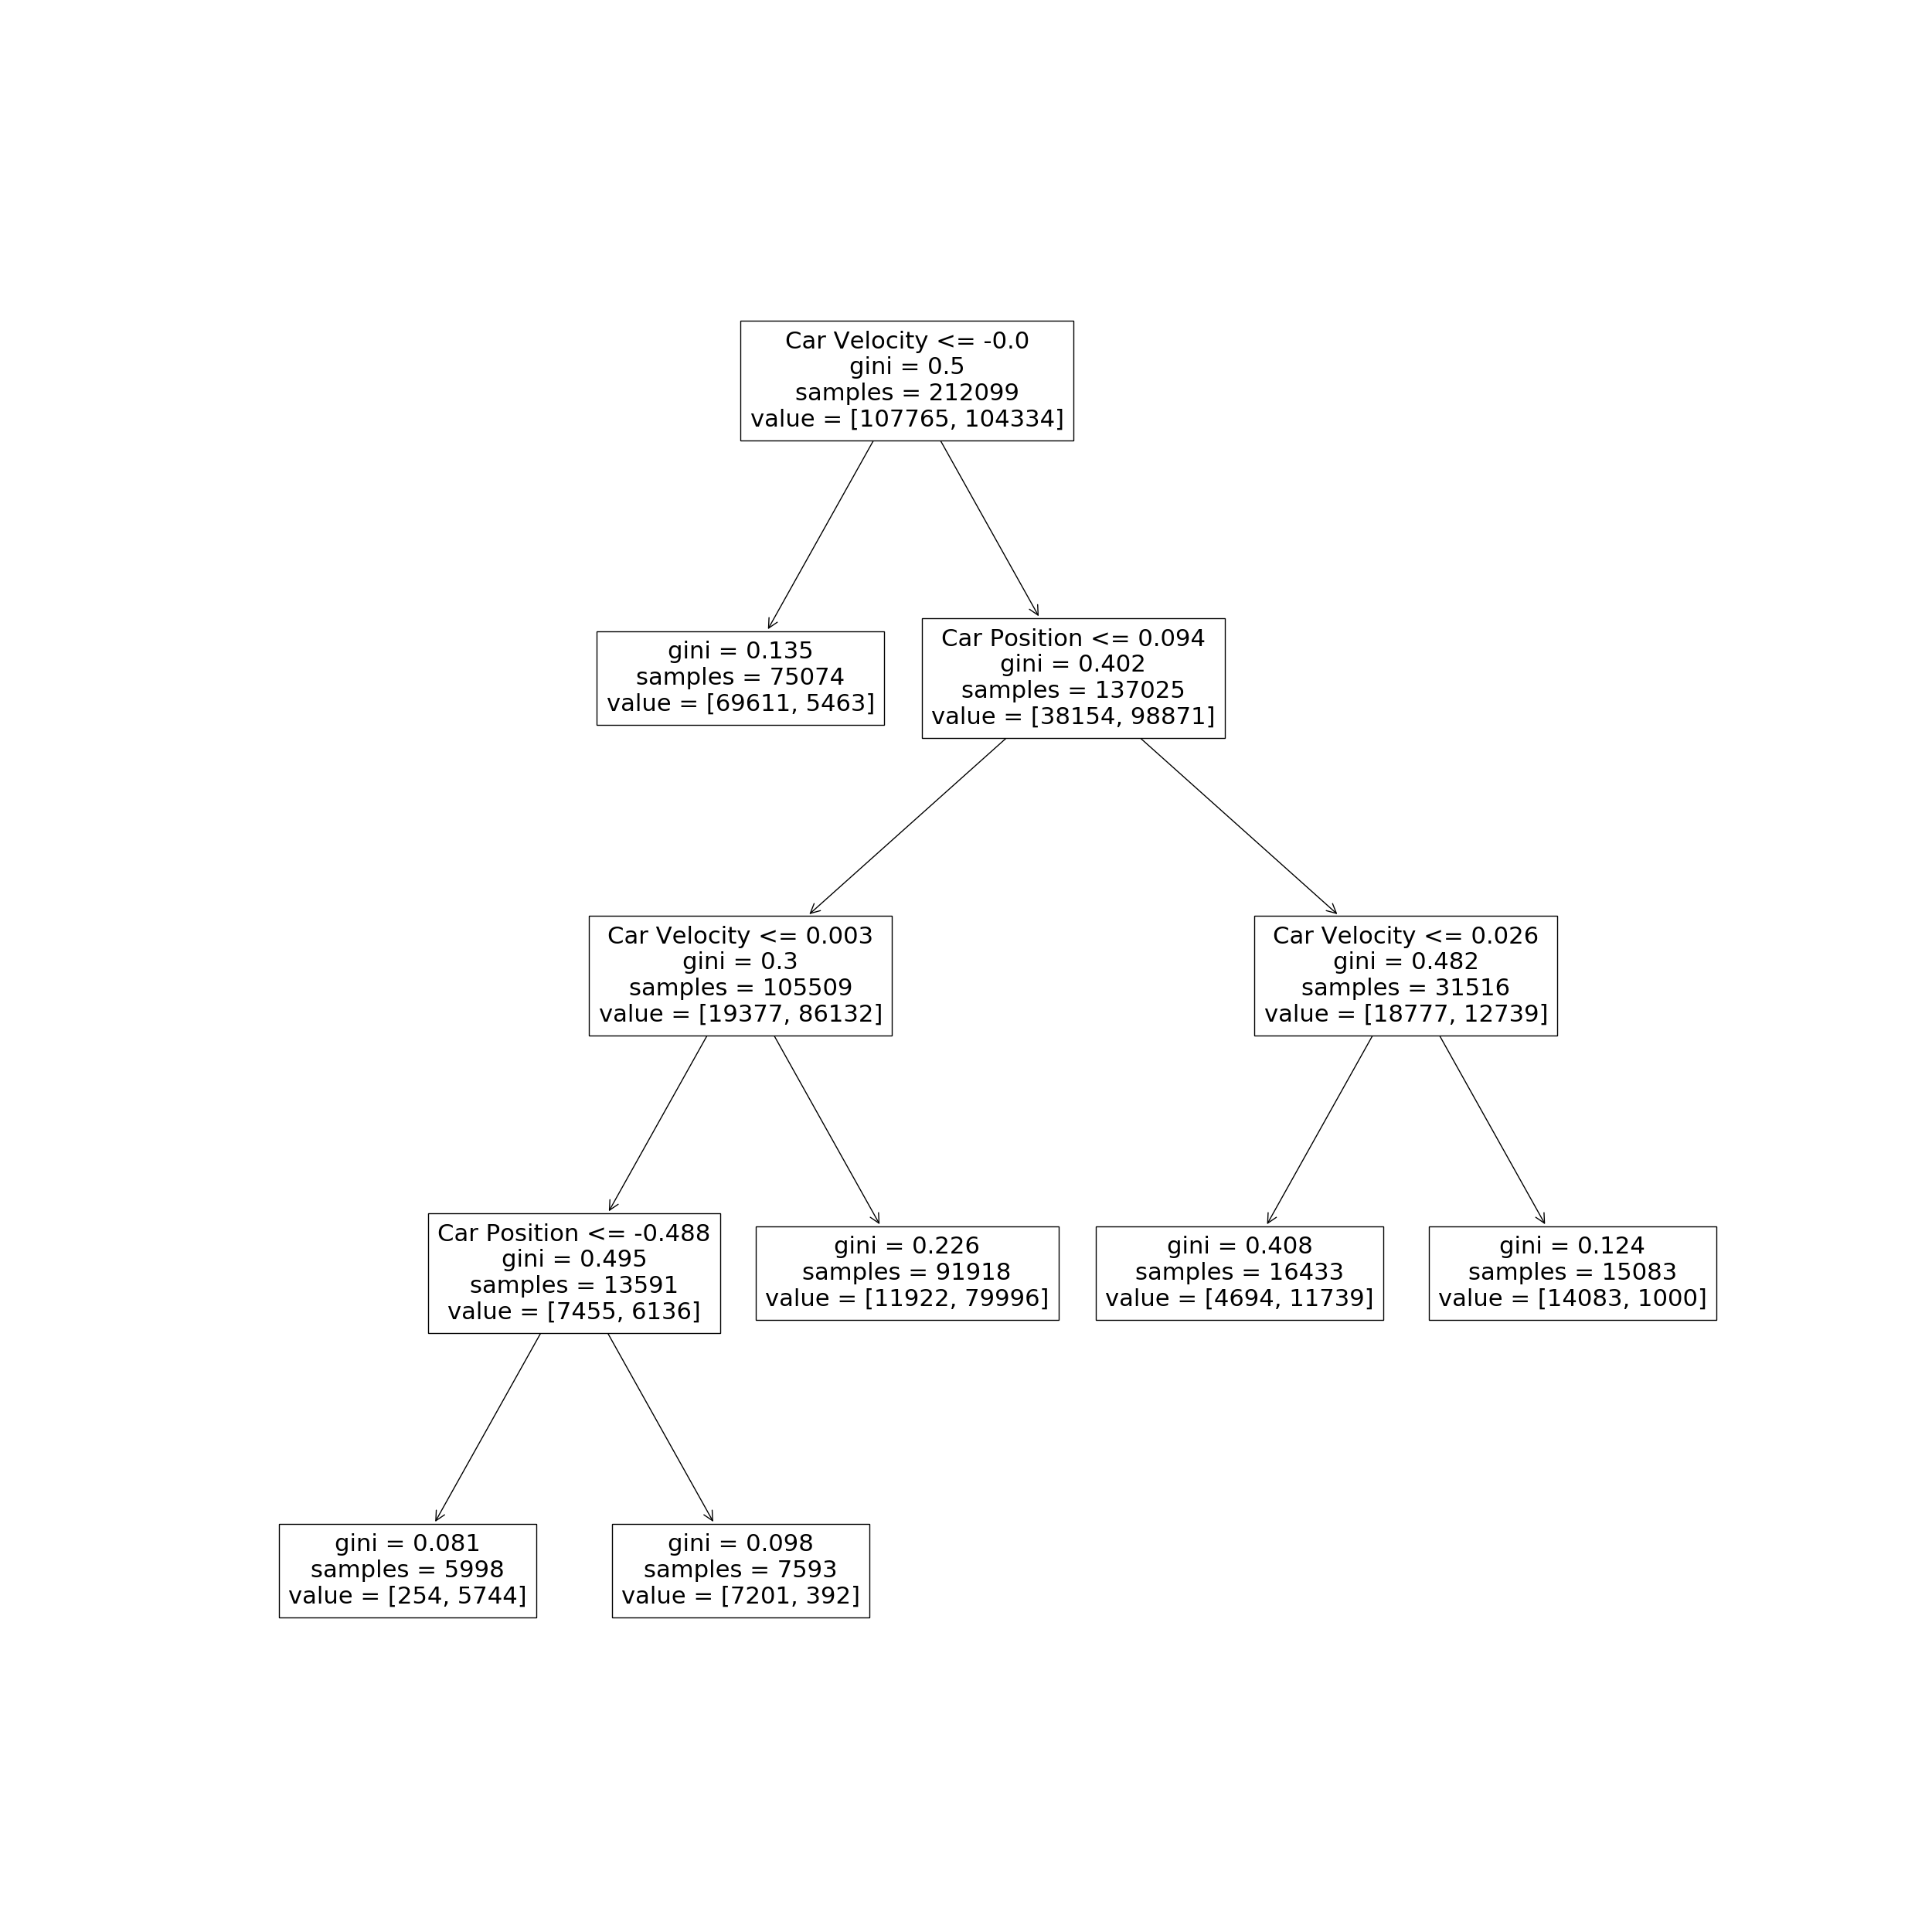 Car Velocity <= -0.0
gini = 0.5
samples = 212099
value = [107765, 104334]
gini = 0.135
samples = 75074
value = [69611, 5463]
Car Position <= 0.094
gini = 0.402
samples = 137025
value = [38154, 98871]
Car Velocity <= 0.003
gini = 0.3
samples = 105509
value = [19377, 86132]
Car Velocity <= 0.026
gini = 0.482
samples = 31516
value = [18777, 12739]
Car Position <= -0.488
gini = 0.495
samples = 13591
value = [7455, 6136]
gini = 0.226
samples = 91918
value = [11922, 79996]
gini = 0.408
samples = 16433
value = [4694, 11739]
gini = 0.124
samples = 15083
value = [14083, 1000]
gini = 0.081
samples = 5998
value = [254, 5744]
gini = 0.098
samples = 7593
value = [7201, 392]